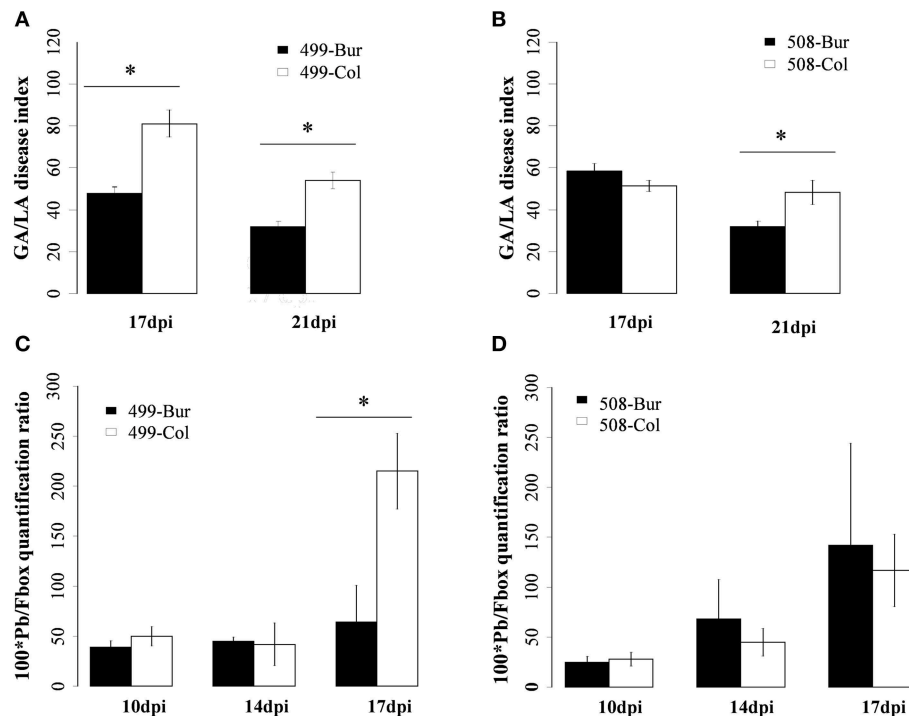 A
GA/LA disease index
0 20 40 60 80 100 120
499-Bur
499-Col
*
*
17dpi 21dpi
B
GA/LA disease index
0 20 40 60 80 100 120
508-Bur
508-Col
*
17dpi 21dpi
C
100*Pb/Fbox quantification ratio
0 50 100 150 200 250 300
499-Bur
499-Col
*
10dpi 14dpi 17dpi
D
100*Pb/Fbox quantification ratio
0 50 100 150 200 250 300
508-Bur
508-Col
10dpi 14dpi 17dpi